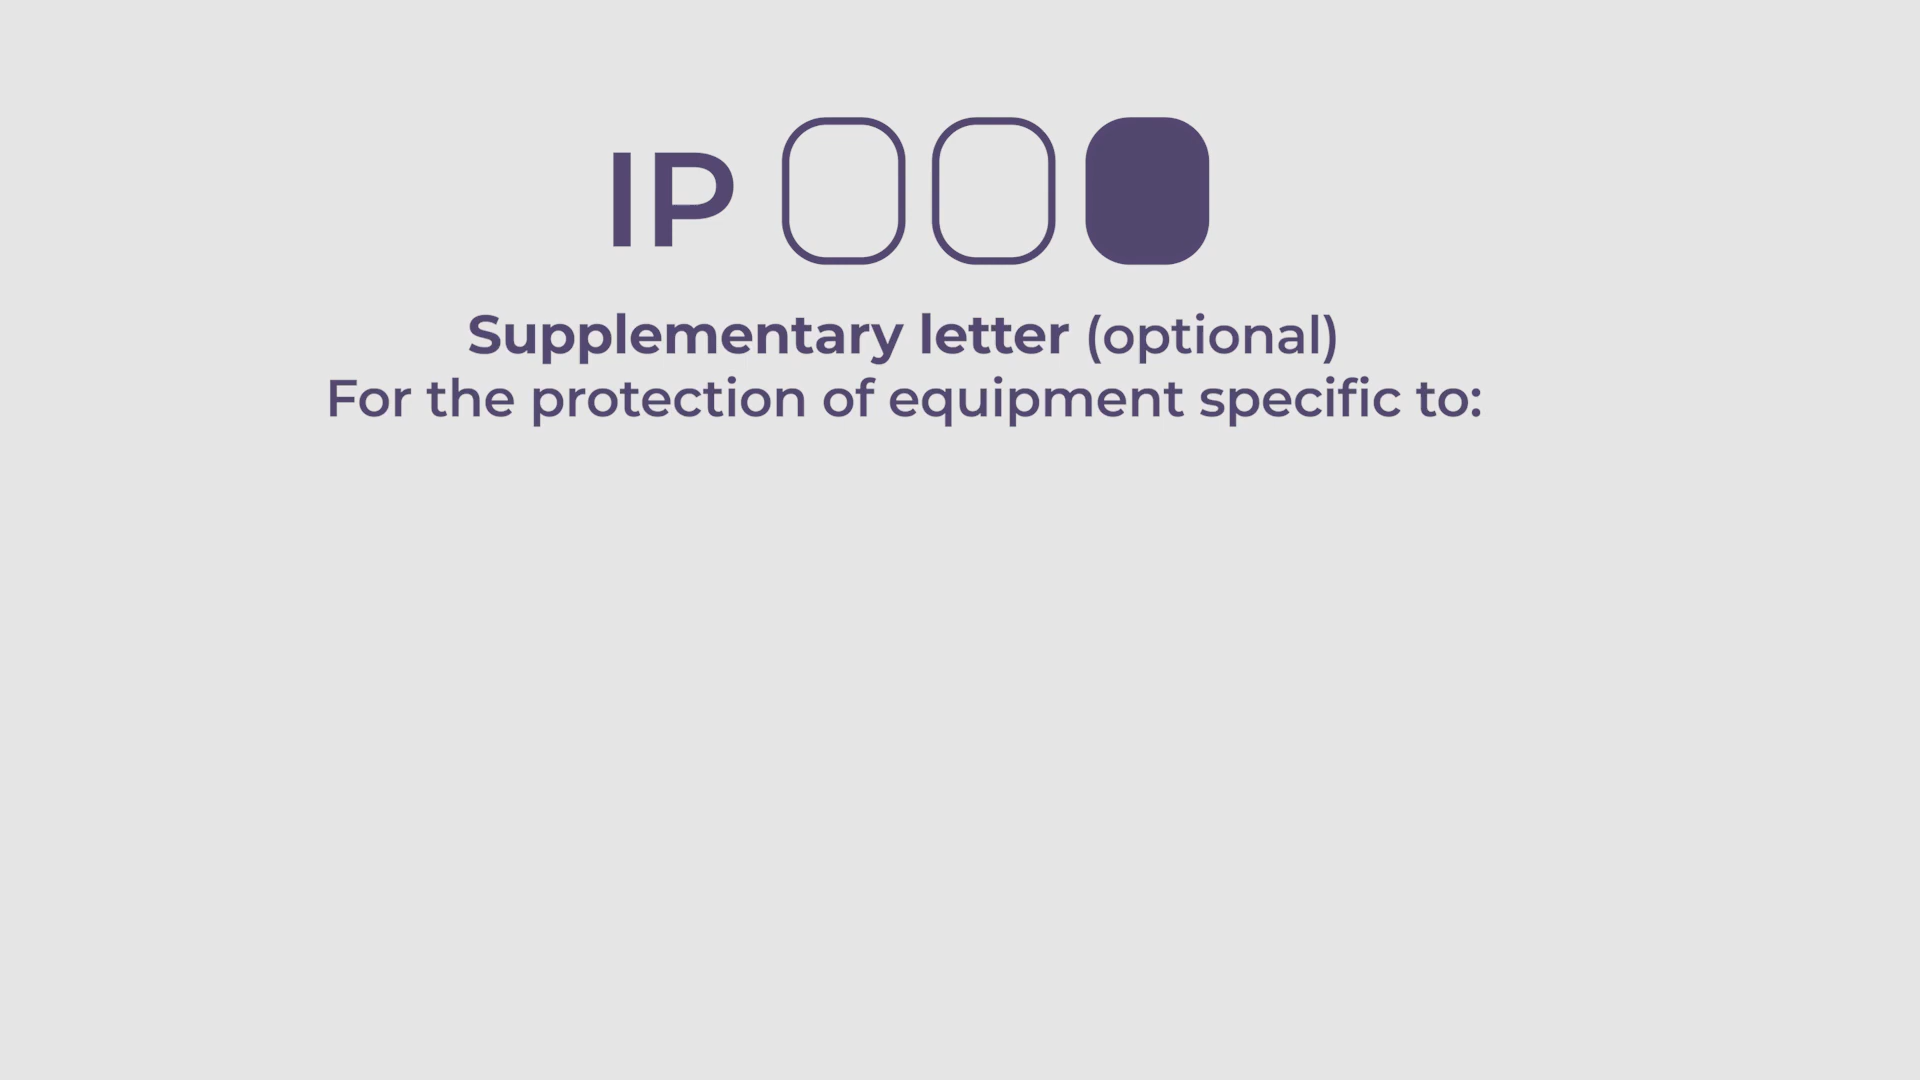 IP
Supplementary letter (optional)
For the protection of equipment specific to: